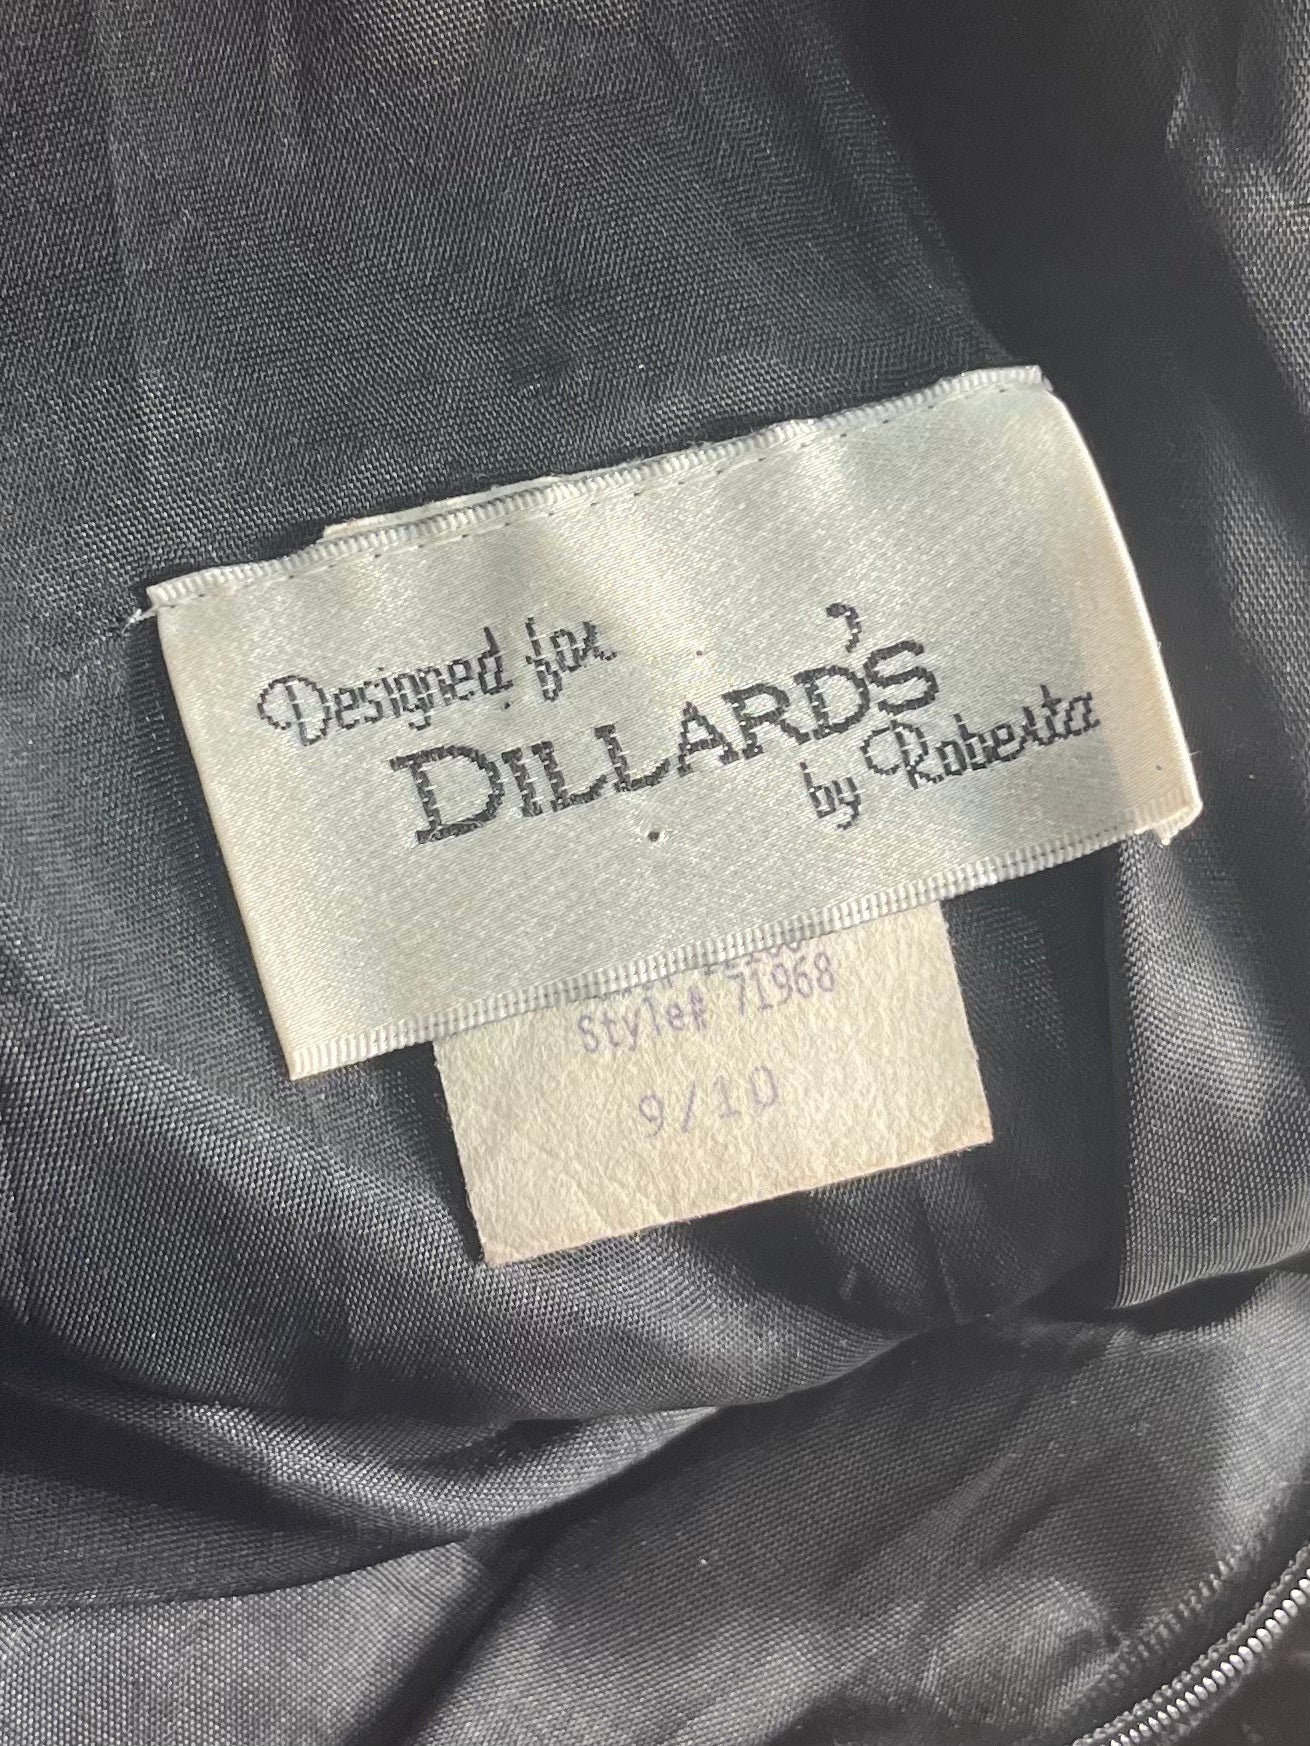 Designed for
DILLARD'S
by Roberta
Style# 71968
9/10